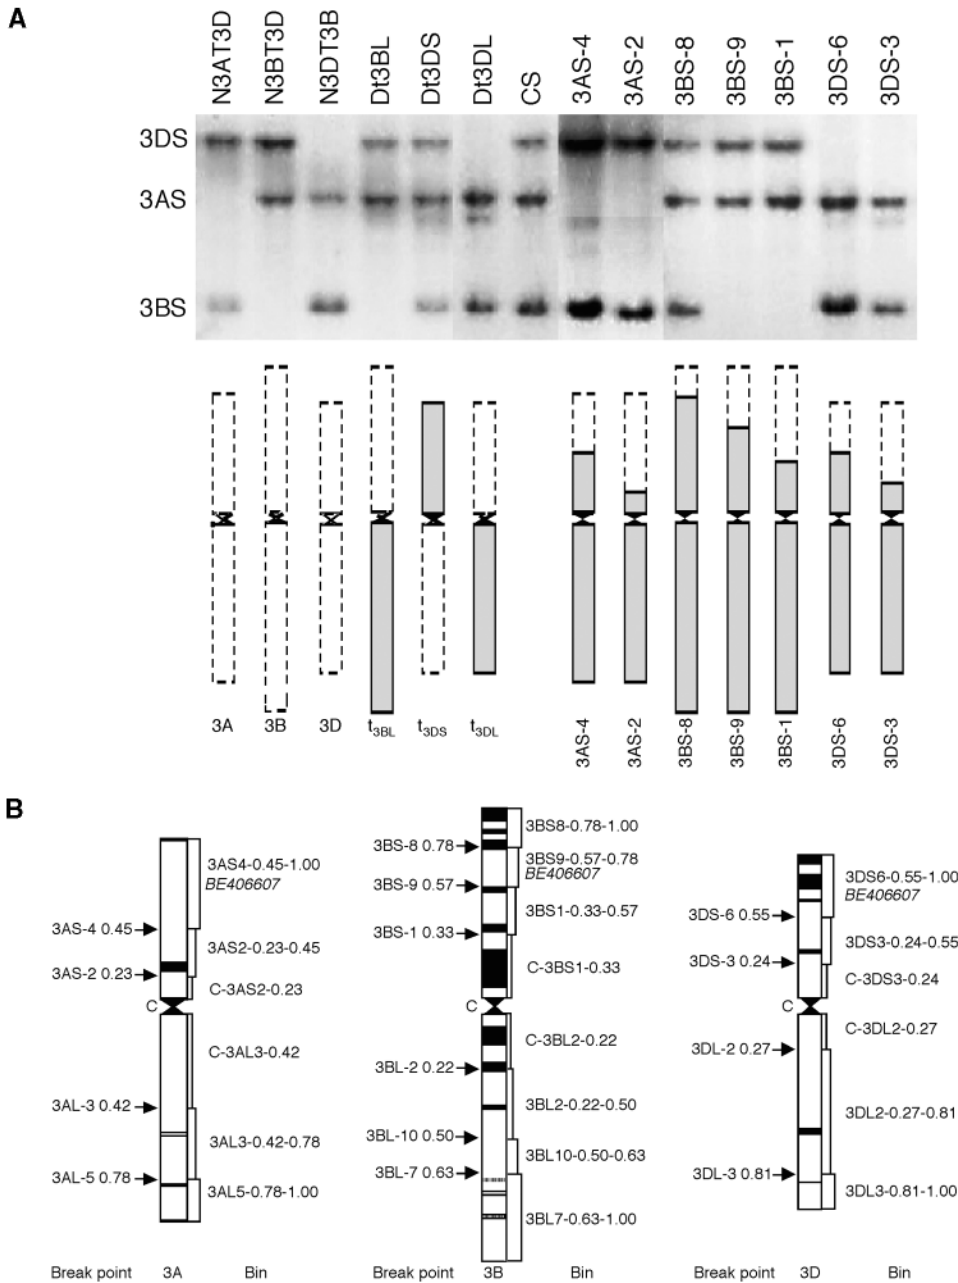 A
N3AT3D N3BT3D N3DT3B Dt3BL Dt3DS Dt3DL CS 3AS-4 3AS-2 3BS-8 3BS-9 3BS-1 3DS-6 3DS-3
3DS
3AS
3BS
3A 3B 3D t3BL t3DS t3DL 3AS-4 3AS-2 3BS-8 3BS-9 3BS-1 3DS-6 3DS-3
B
3AS4-0.45-1.00
BE406607
3AS-4 0.45
3AS2-0.23-0.45
3AS-2 0.23
C-3AS2-0.23
C
C-3AL3-0.42
3AL-3 0.42
3AL3-0.42-0.78
3AL-5 0.78
3AL5-0.78-1.00
Break point 3A Bin
3BS8-0.78-1.00
3BS-8 0.78
3BS9-0.57-0.78
BE406607
3BS-9 0.57
3BS1-0.33-0.57
3BS-1 0.33
C-3BS1-0.33
C
C-3BL2-0.22
3BL-2 0.22
3BL2-0.22-0.50
3BL-10 0.50
3BL10-0.50-0.63
3BL-7 0.63
3BL7-0.63-1.00
Break point 3B Bin
3DS6-0.55-1.00
BE406607
3DS-6 0.55
3DS3-0.24-0.55
3DS-3 0.24
C-3DS3-0.24
C
C-3DL2-0.27
3DL-2 0.27
3DL2-0.27-0.81
3DL-3 0.81
3DL3-0.81-1.00
Break point 3D Bin